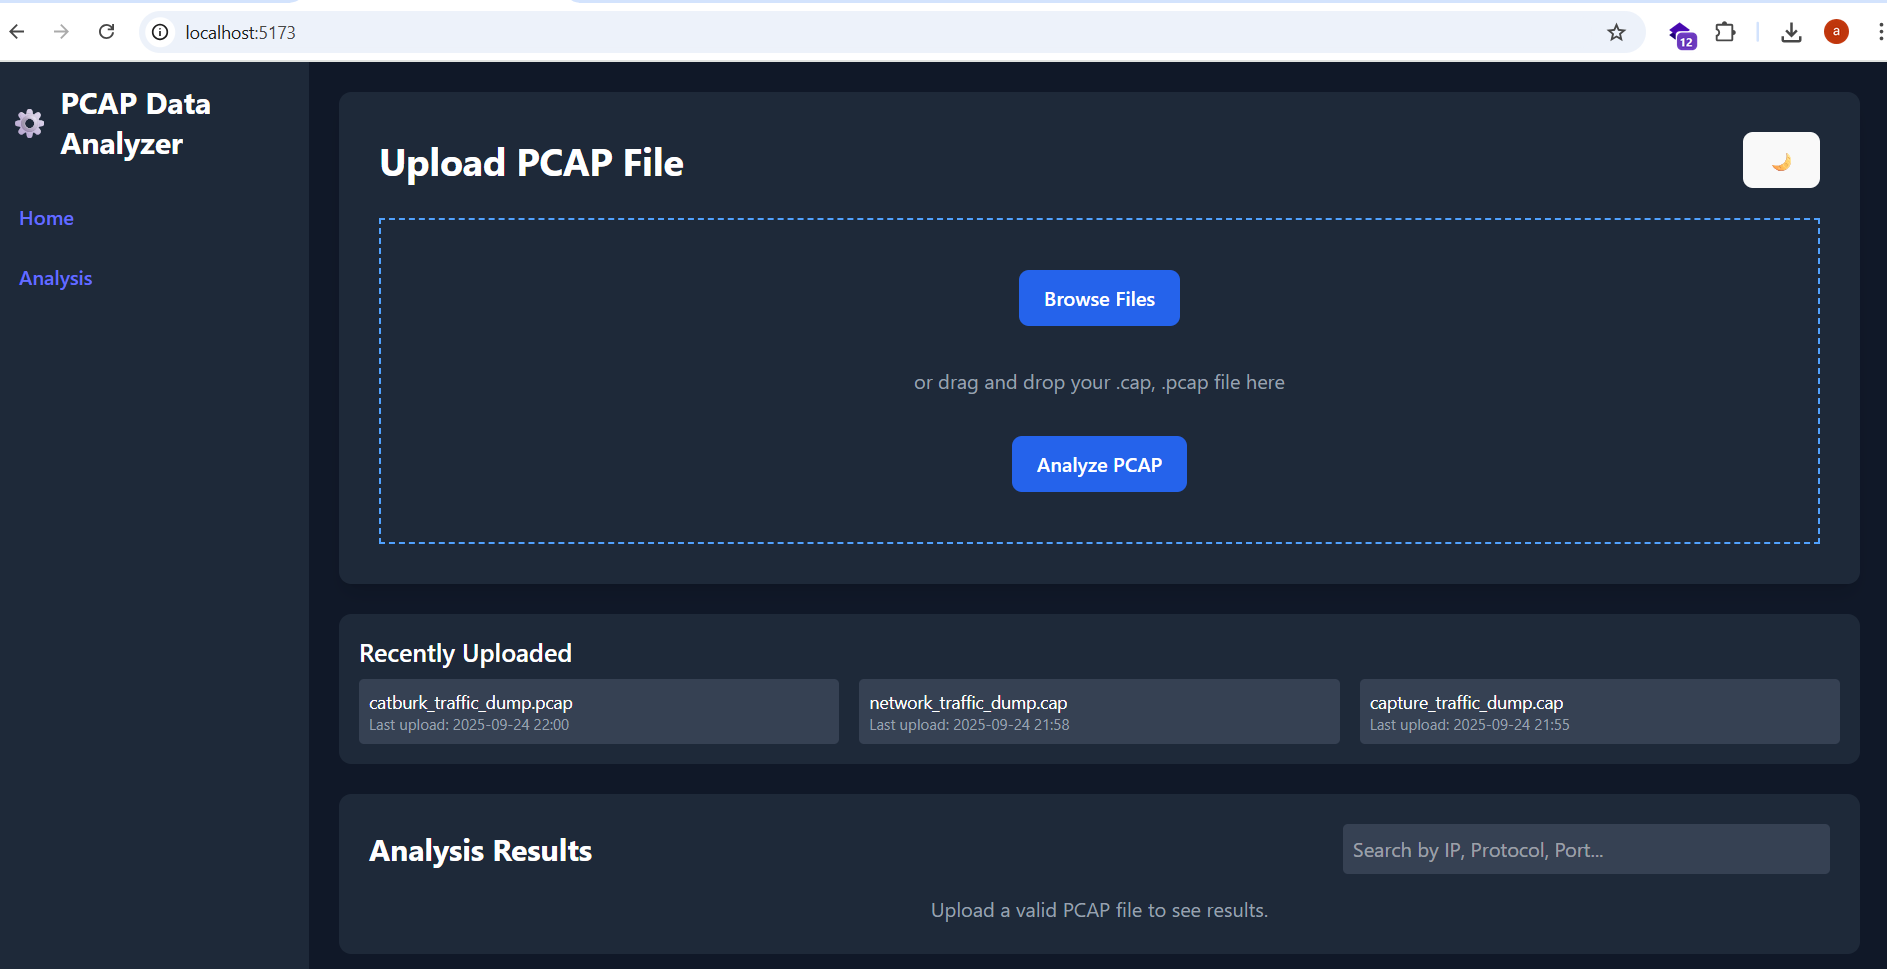 localhost:5173
12
a
PCAP Data
Analyzer
Home
Analysis
Upload PCAP File
Browse Files
or drag and drop your .cap, .pcap file here
Analyze PCAP
Recently Uploaded
catburk_traffic_dump.pcap
Last upload: 2025-09-24 22:00
network_traffic_dump.cap
Last upload: 2025-09-24 21:58
capture_traffic_dump.cap
Last upload: 2025-09-24 21:55
Analysis Results
Search by IP, Protocol, Port...
Upload a valid PCAP file to see results.